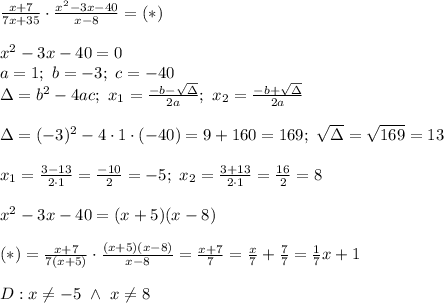 \frac{x+7}{7x+35} \cdot \frac{x^2-3x-40}{x-8} = (*)
x^2 - 3x - 40 = 0
a = 1; b = -3; c = -40
\Delta = b^2 - 4ac; x_1 = \frac{-b-\sqrt{\Delta}}{2a}; x_2 = \frac{-b+\sqrt{\Delta}}{2a}
\Delta = (-3)^2 - 4 \cdot 1 \cdot (-40) = 9 + 160 = 169; \sqrt{\Delta} = \sqrt{169} = 13
x_1 = \frac{3-13}{2 \cdot 1} = \frac{-10}{2} = -5; x_2 = \frac{3+13}{2 \cdot 1} = \frac{16}{2} = 8
x^2 - 3x - 40 = (x+5)(x-8)
(*) = \frac{x+7}{7(x+5)} \cdot \frac{(x+5)(x-8)}{x-8} = \frac{x+7}{7} = \frac{x}{7} + \frac{7}{7} = \frac{1}{7}x + 1
D : x \neq -5 \wedge x \neq 8